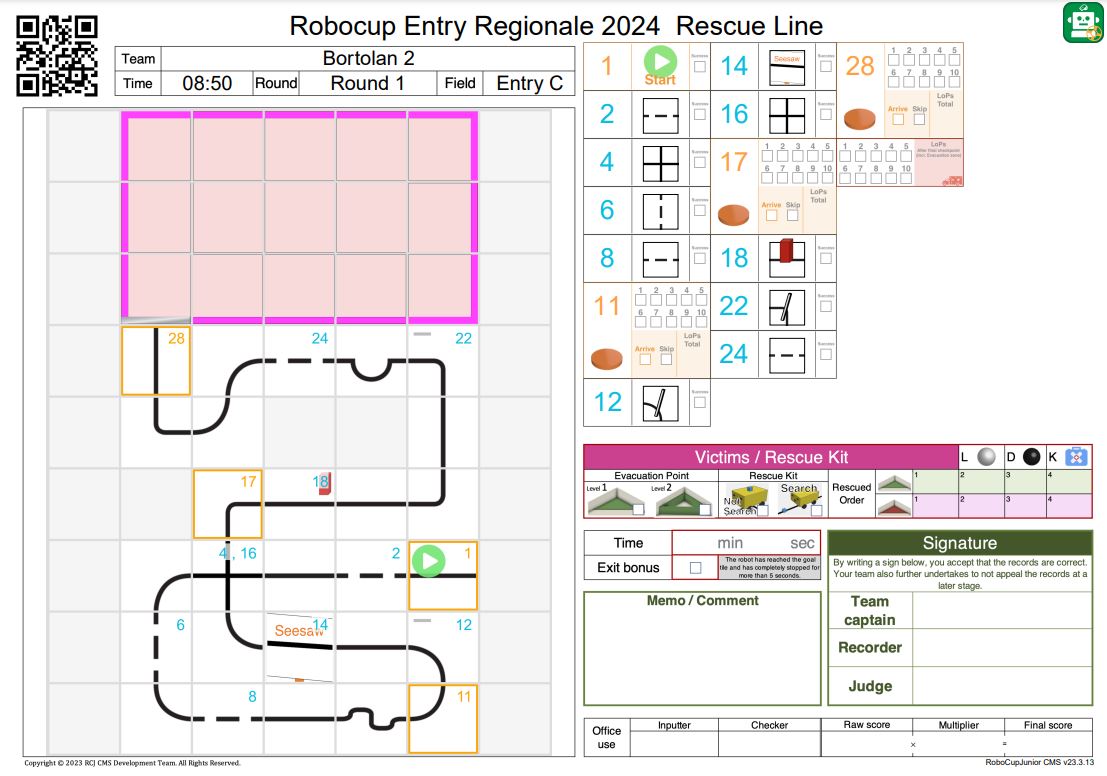 Robocup Entry Regionale 2024 Rescue Line
Team Bortolan 2
Time 08:50 Round Round 1 Field Entry C
28 24 22
17 18
4 , 16 2 1
6 Seesaw 14 12
8 11
1 Start Success
2 Success
4 Success
6 Success
8 Success
11 1 2 3 4 5
6 7 8 9 10
Arrive Skip LoPs Total
12 Success
14 Seesaw Success
16 Success
17 1 2 3 4 5
6 7 8 9 10
Arrive Skip LoPs Total
18 Success
22 Success
24 Success
28 1 2 3 4 5
6 7 8 9 10
Arrive Skip LoPs Total
1 2 3 4 5 LoPs
6 7 8 9 10 After final checkpoint
(incl. Evacuation zone)
Victims / Rescue Kit L D K
Evacuation Point Rescue Kit
Level 1 Level 2 Not Search Search
Rescued Order
1 2 3 4
1 2 3 4
Time min sec
Exit bonus The robot has reached the goal
tile and has completely stopped for
more than 5 seconds.
Memo / Comment
Signature
By writing a sign below, you accept that the records are correct.
Your team also further undertakes to not appeal the records at a
later stage.
Team captain
Recorder
Judge
Office use Inputter Checker Raw score Multiplier Final score
× =
Copyright © 2023 RCJ CMS Development Team. All Rights Reserved.
RoboCupJunior CMS v23.3.13